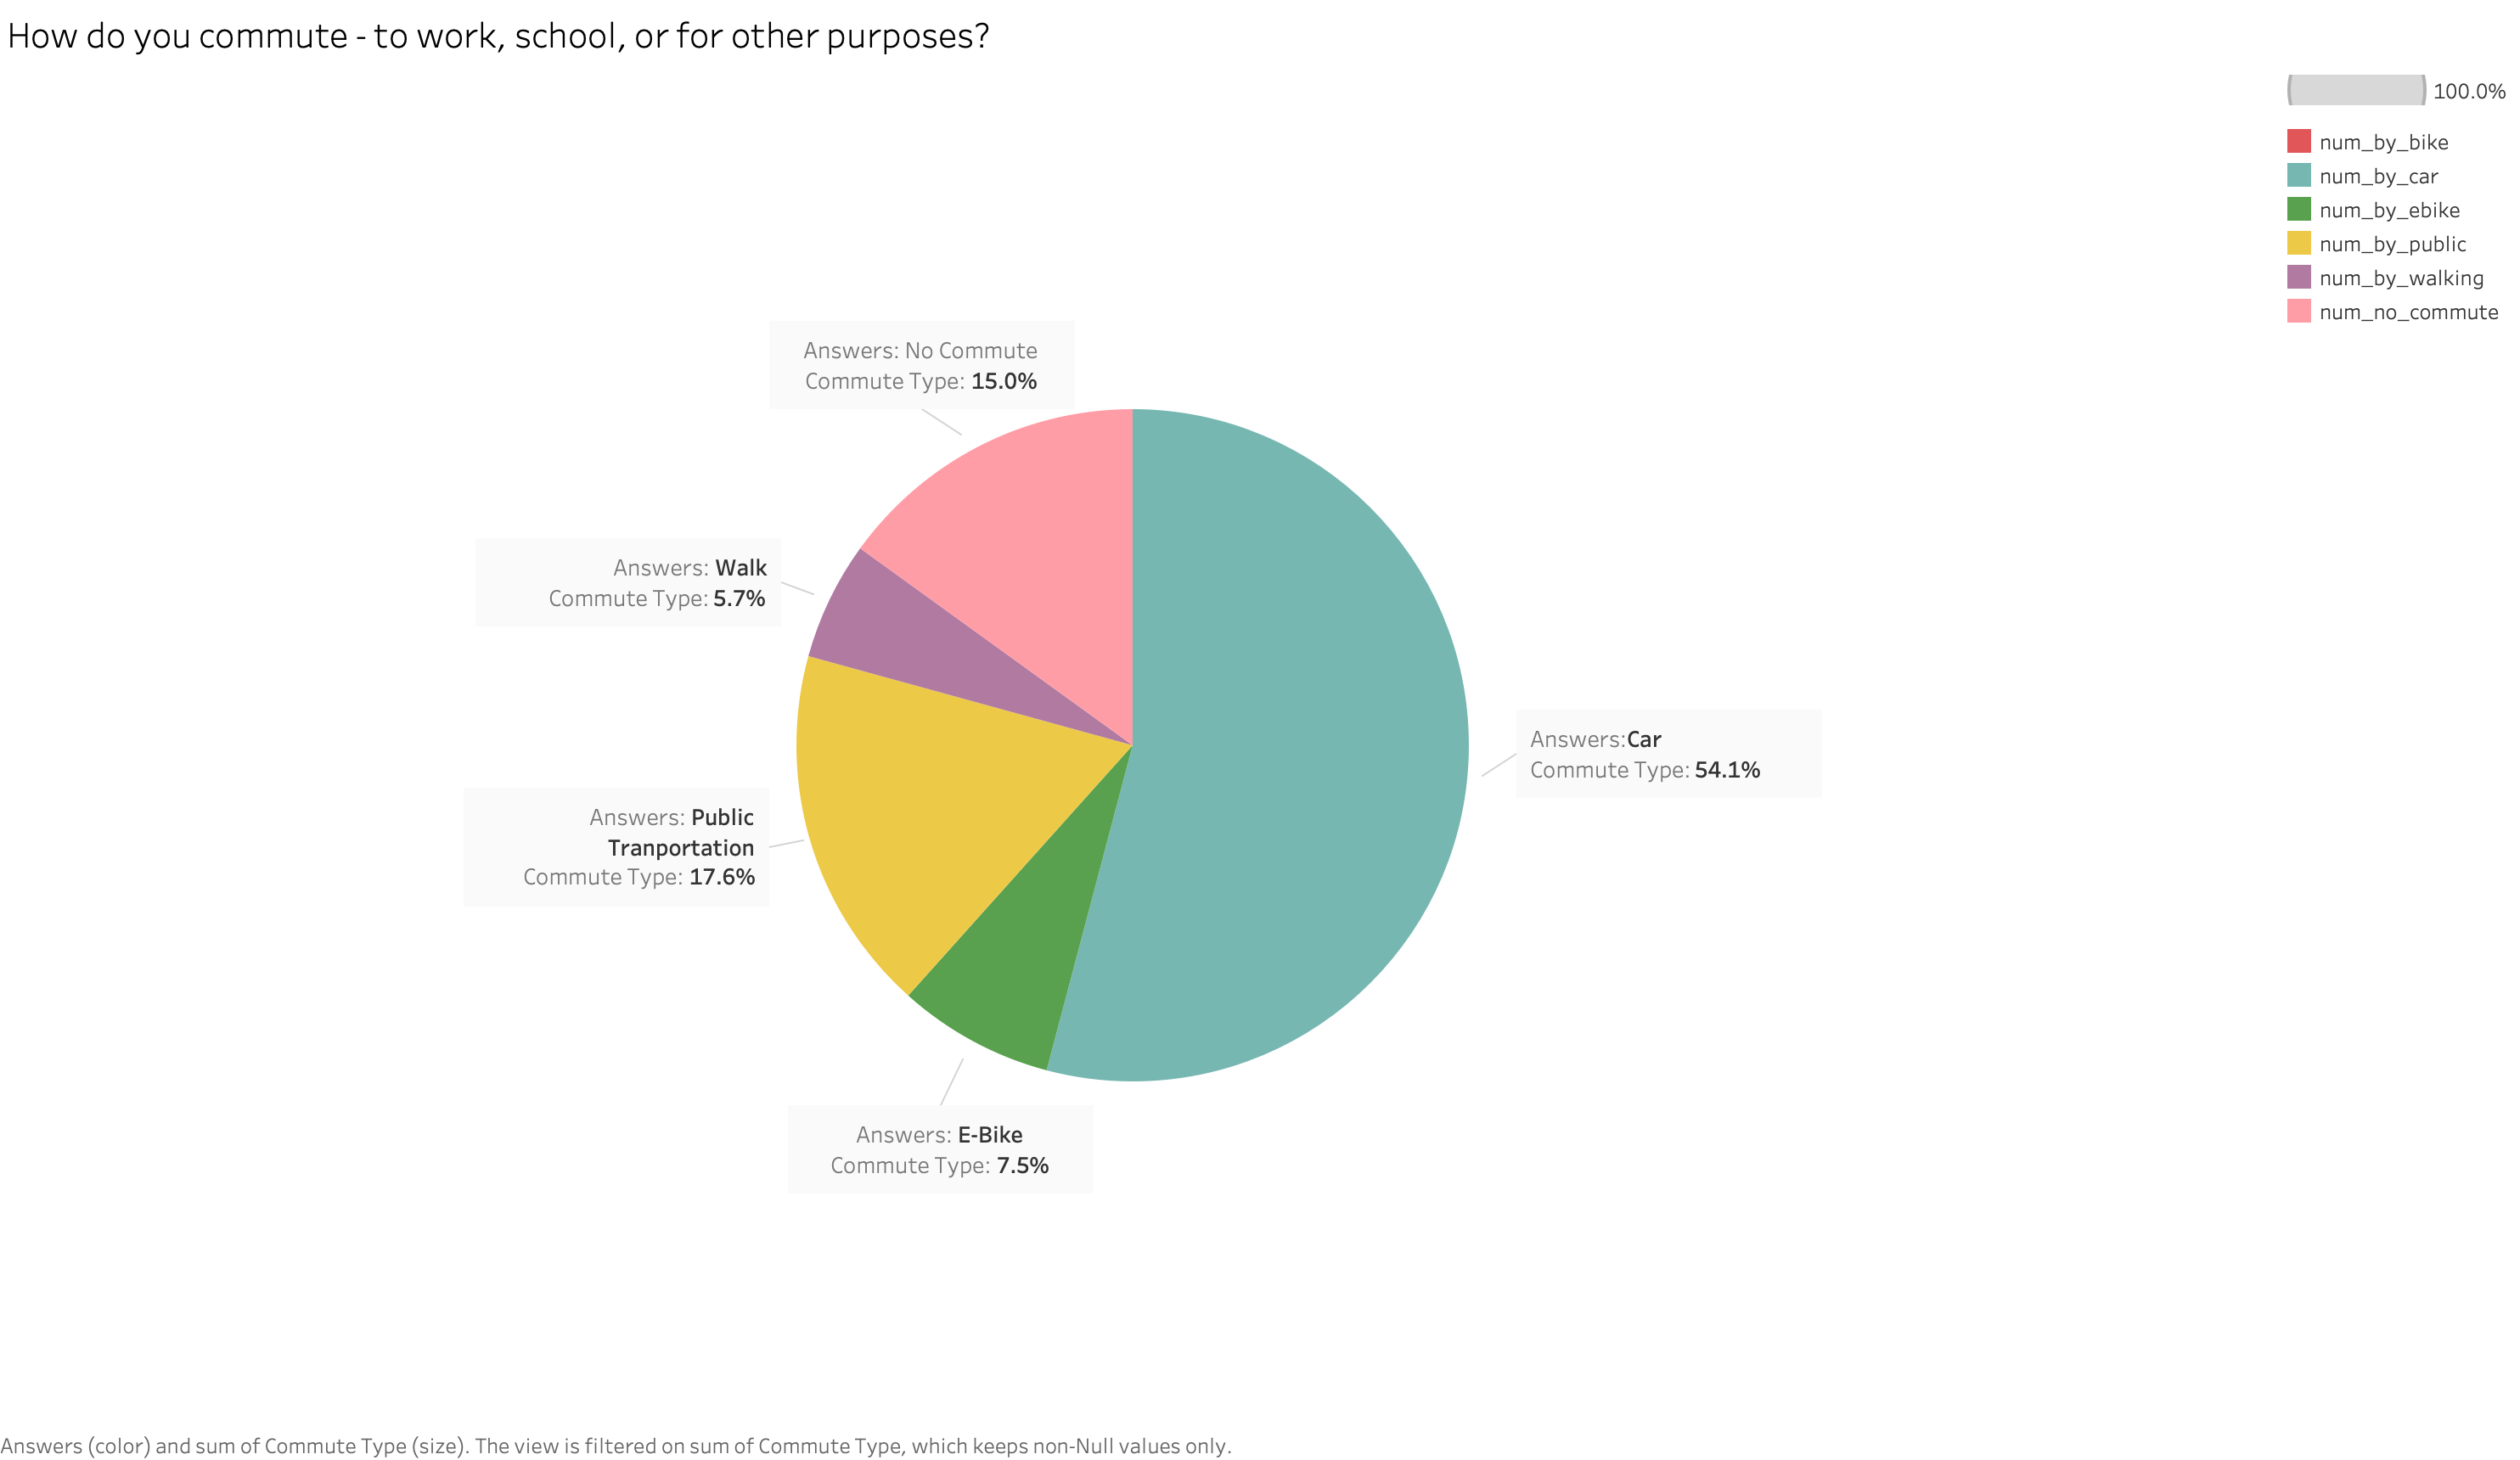 How do you commute - to work, school, or for other purposes?
100.0%
num_by_bike
num_by_car
num_by_ebike
num_by_public
num_by_walking
num_no_commute
Answers: No Commute
Commute Type: 15.0%
Answers: Walk
Commute Type: 5.7%
Answers:Car
Commute Type: 54.1%
Answers: Public
Tranportation
Commute Type: 17.6%
Answers: E-Bike
Commute Type: 7.5%
Answers (color) and sum of Commute Type (size). The view is filtered on sum of Commute Type, which keeps non-Null values only.